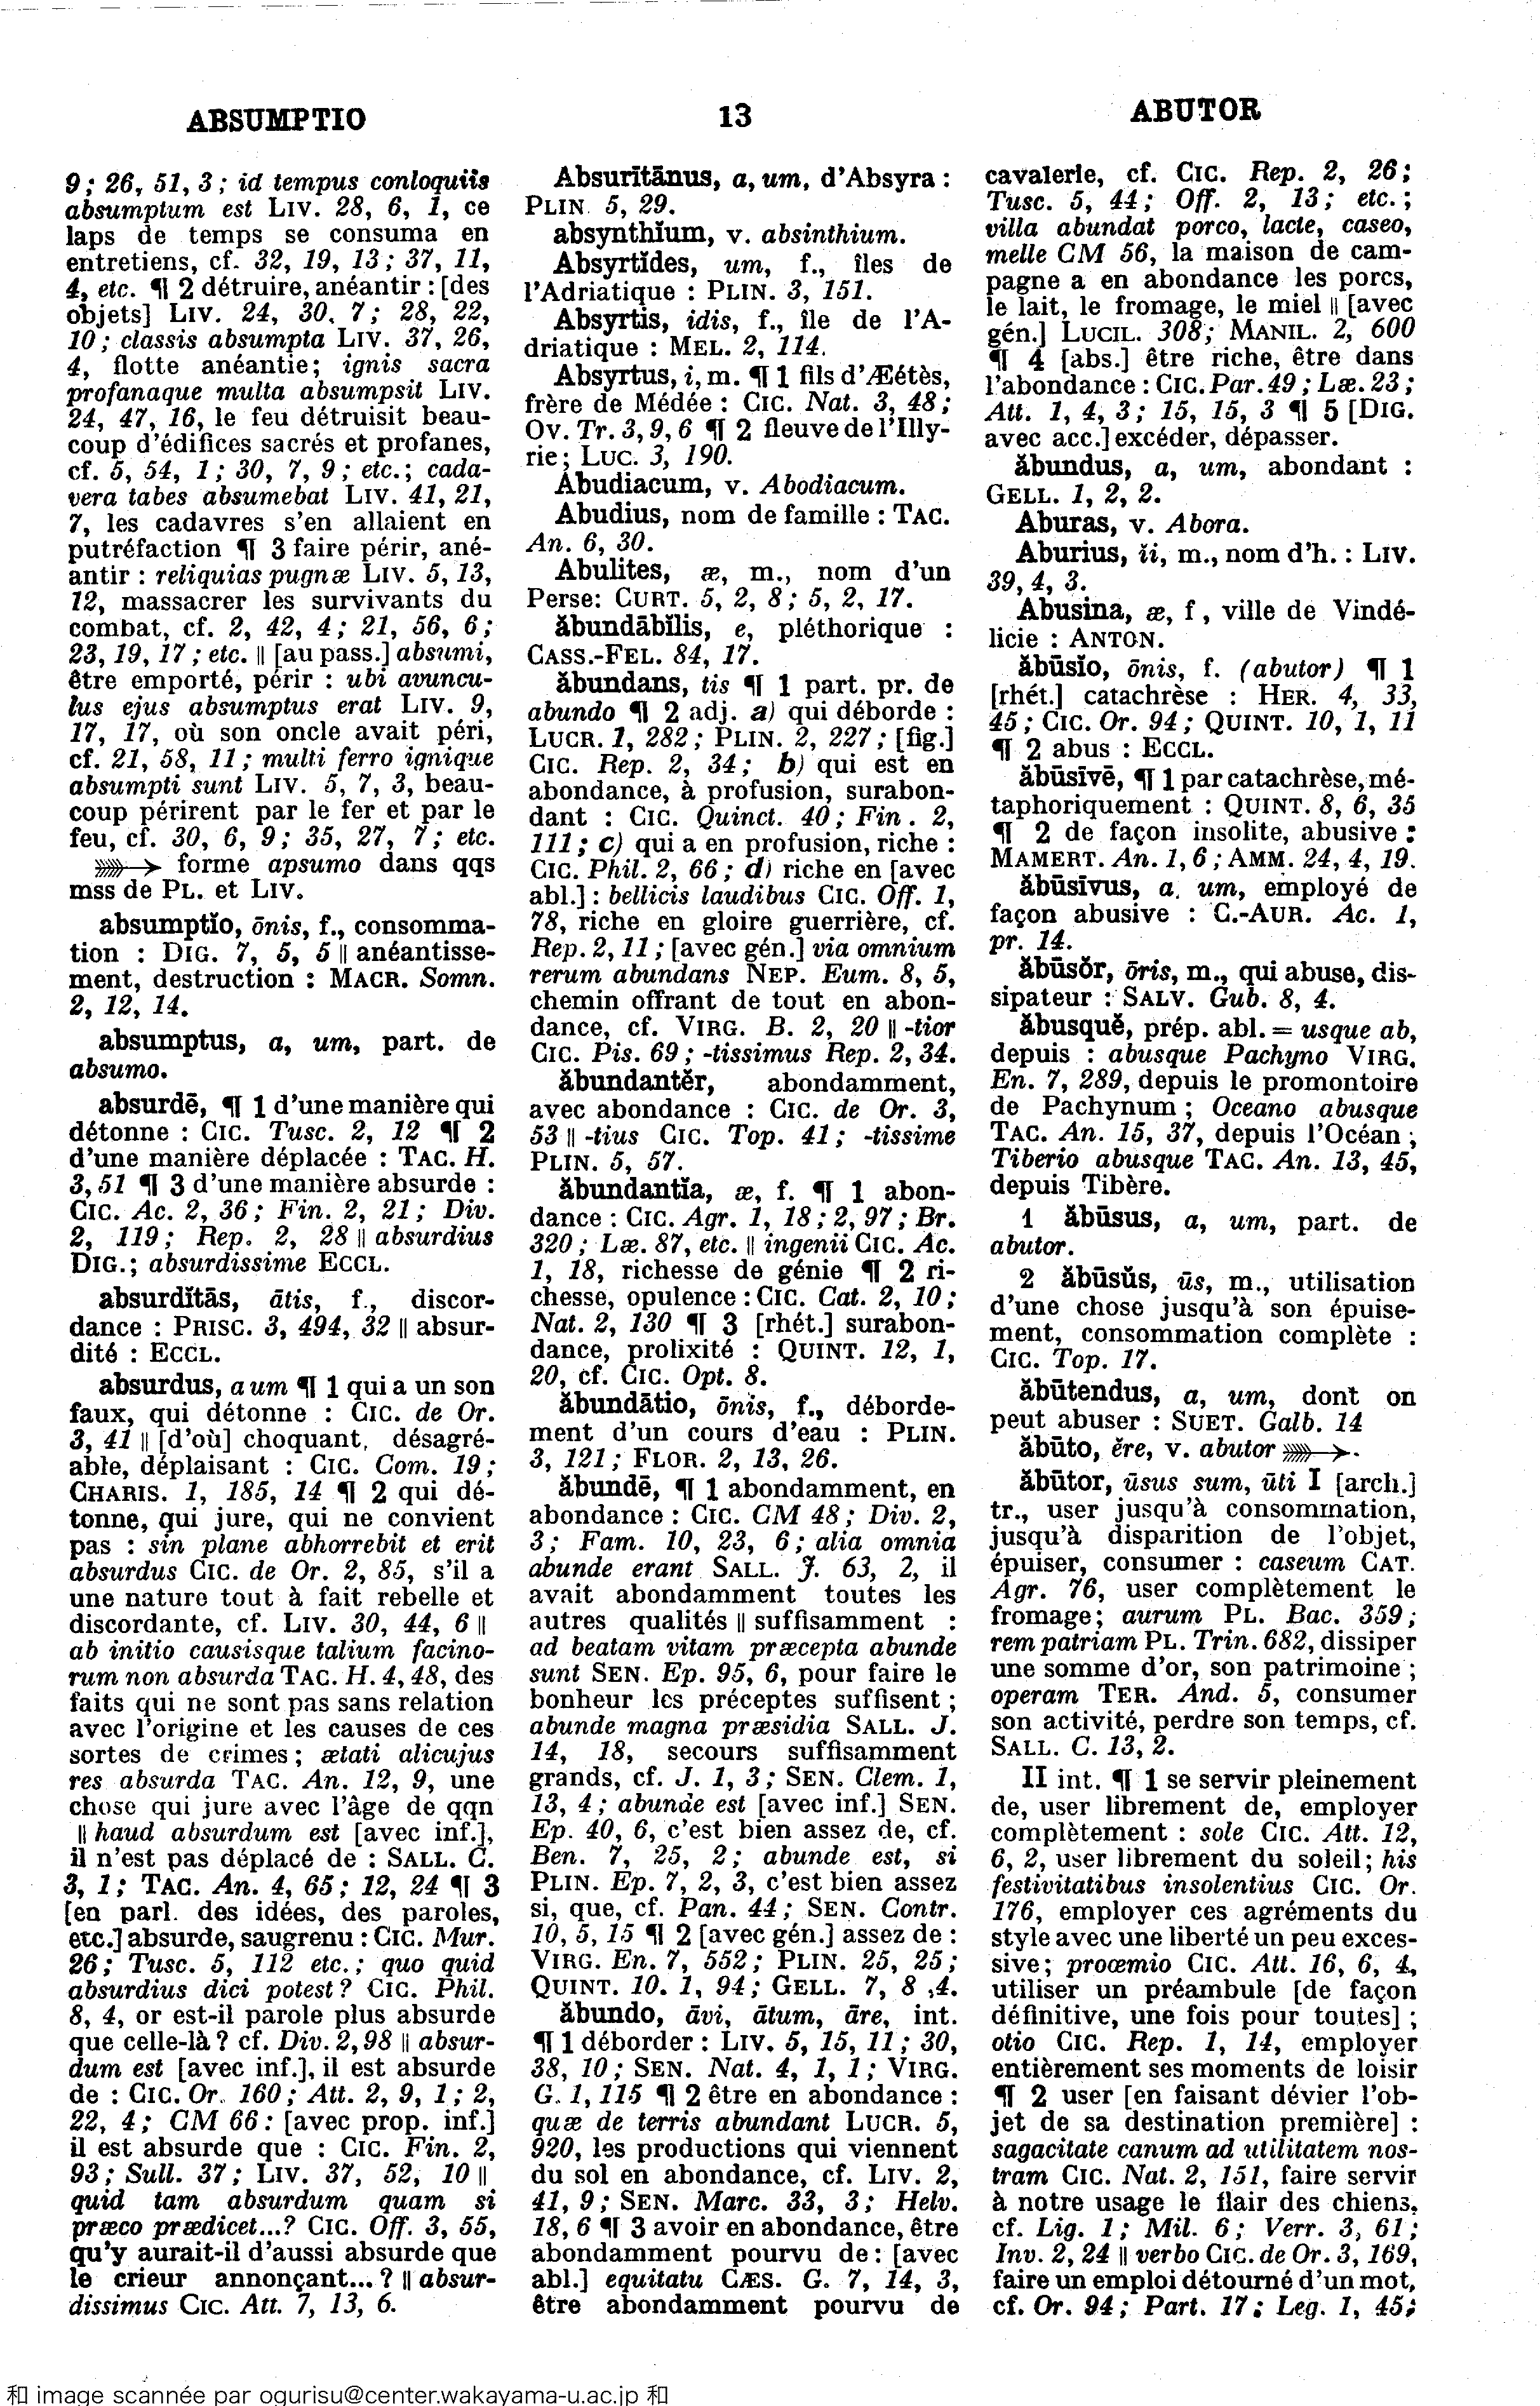 ABSUMPTIO
13
ABUTOR
9; 26, 51, 3; id tempus conloquiis
absumptum est LIV. 28, 6, 1, ce
laps de temps se consuma en
entretiens, cf. 32, 19, 13; 37, 11,
4, etc. ¶ 2 détruire, anéantir : [des
objets] LIV. 24, 30, 7; 28, 22,
10; classis absumpta LIV. 37, 26,
4, flotte anéantie; ignis sacra
profanaque multa absumpsit LIV.
24, 47, 16, le feu détruisit beau-
coup d'édifices sacrés et profanes,
cf. 5, 54, 1; 30, 7, 9; etc.; cada-
vera tabes absumebat LIV. 41, 21,
7, les cadavres s'en allaient en
putréfaction ¶ 3 faire périr, ané-
antir : reliquias pugnæ LIV. 5, 13,
12, massacrer les survivants du
combat, cf. 2, 42, 4; 21, 56, 6;
23, 19, 17; etc. || [au pass.] absumi,
être emporté, périr : ubi avuncu-
lus ejus absumptus erat LIV. 9,
17, 17, où son oncle avait péri,
cf. 21, 58, 11; multi ferro ignique
absumpti sunt LIV. 5, 7, 3, beau-
coup périrent par le fer et par le
feu, cf. 30, 6, 9; 35, 27, 7; etc.
forme apsumo dans qqs
mss de PL. et LIV.
absumptĭo, ōnis, f., consomma-
tion : DIG. 7, 5, 5 || anéantisse-
ment, destruction : MACR. Somn.
2, 12, 14.
absumptus, a, um, part. de
absumo.
absurdē, ¶ 1 d'une manière qui
détonne : CIC. Tusc. 2, 12 ¶ 2
d'une manière déplacée : TAC. H.
3, 51 ¶ 3 d'une manière absurde :
CIC. Ac. 2, 36; Fin. 2, 21; Div.
2, 119; Rep. 2, 28 || absurdius
DIG.; absurdissime ECCL.
absurdĭtās, ātis, f., discor-
dance : PRISC. 3, 494, 32 || absur-
dité : ECCL.
absurdus, a um ¶ 1 qui a un son
faux, qui détonne : CIC. de Or.
3, 41 || [d'où] choquant, désagré-
able, déplaisant : CIC. Com. 19;
CHARIS. 1, 185, 14 ¶ 2 qui dé-
tonne, qui jure, qui ne convient
pas : sin plane abhorrebit et erit
absurdus CIC. de Or. 2, 85, s'il a
une nature tout à fait rebelle et
discordante, cf. LIV. 30, 44, 6 ||
ab initio causisque talium facino-
rum non absurda TAC. H. 4, 48, des
faits qui ne sont pas sans relation
avec l'origine et les causes de ces
sortes de crimes; ætati alicujus
res absurda TAC. An. 12, 9, une
chose qui jure avec l'âge de qqn
|| haud absurdum est [avec inf.],
il n'est pas déplacé de : SALL. C.
3, 1; TAC. An. 4, 65; 12, 24 ¶ 3
[en parl. des idées, des paroles,
etc.] absurde, saugrenu : CIC. Mur.
26; Tusc. 5, 112 etc.; quo quid
absurdius dici potest? CIC. Phil.
8, 4, or est-il parole plus absurde
que celle-là? cf. Div. 2, 98 || absur-
dum est [avec inf.], il est absurde
de : CIC. Or. 160; Att. 2, 9, 1; 2,
22, 4; CM 66: [avec prop. inf.]
il est absurde que : CIC. Fin. 2,
93; Sull. 37; LIV. 37, 52, 10 ||
quid tam absurdum quam si
præco prædicet...? CIC. Off. 3, 55,
qu'y aurait-il d'aussi absurde que
le crieur annonçant...? || absur-
dissimus CIC. Att. 7, 13, 6.
Absurĭtānus, a, um, d'Absyra :
PLIN. 5, 29.
absynthĭum, v. absinthium.
Absyrtĭdes, um, f., îles de
l'Adriatique : PLIN. 3, 151.
Absyrtis, idis, f., île de l'A-
driatique : MEL. 2, 114.
Absyrtus, i, m. ¶ 1 fils d'Æétès,
frère de Médée : CIC. Nat. 3, 48;
OV. Tr. 3, 9, 6 ¶ 2 fleuve de l'Illy-
rie; LUC. 3, 190.
Abudiacum, v. Abodiacum.
Abudius, nom de famille : TAC.
An. 6, 30.
Abulites, æ, m., nom d'un
Perse: CURT. 5, 2, 8; 5, 2, 17.
ăbundābĭlis, e, pléthorique :
CASS.-FEL. 84, 17.
ăbundans, tis ¶ 1 part. pr. de
abundo ¶ 2 adj. a) qui déborde :
LUCR. 1, 282; PLIN. 2, 227; [fig.]
CIC. Rep. 2, 34; b) qui est en
abondance, à profusion, surabon-
dant : CIC. Quinct. 40; Fin. 2,
111; c) qui a en profusion, riche :
CIC. Phil. 2, 66; d) riche en [avec
abl.] : bellicis laudibus CIC. Off. 1,
78, riche en gloire guerrière, cf.
Rep. 2, 11; [avec gén.] via omnium
rerum abundans NEP. Eum. 8, 5,
chemin offrant de tout en abon-
dance, cf. VIRG. B. 2, 20 || -tior
CIC. Pis. 69; -tissimus Rep. 2, 34.
ăbundantĕr, abondamment,
avec abondance : CIC. de Or. 3,
53 || -tius CIC. Top. 41; -tissime
PLIN. 5, 57.
ăbundantĭa, æ, f. ¶ 1 abon-
dance : CIC. Agr. 1, 18; 2, 97; Br.
320; Læ. 87, etc. || ingenii CIC. Ac.
1, 18, richesse de génie ¶ 2 ri-
chesse, opulence : CIC. Cat. 2, 10;
Nat. 2, 130 ¶ 3 [rhét.] surabon-
dance, prolixité : QUINT. 12, 1,
20, cf. CIC. Opt. 8.
ăbundātio, ōnis, f., déborde-
ment d'un cours d'eau : PLIN.
3, 121; FLOR. 2, 13, 26.
ăbundē, ¶ 1 abondamment, en
abondance : CIC. CM 48; Div. 2,
3; Fam. 10, 23, 6; alia omnia
abunde erant SALL. J. 63, 2, il
avait abondamment toutes les
autres qualités || suffisamment :
ad beatam vitam præcepta abunde
sunt SEN. Ep. 95, 6, pour faire le
bonheur les préceptes suffisent;
abunde magna præsidia SALL. J.
14, 18, secours suffisamment
grands, cf. J. 1, 3; SEN. Clem. 1,
13, 4; abunde est [avec inf.] SEN.
Ep. 40, 6, c'est bien assez de, cf.
Ben. 7, 25, 2; abunde est, si
PLIN. Ep. 7, 2, 3, c'est bien assez
si, que, cf. Pan. 44; SEN. Contr.
10, 5, 15 ¶ 2 [avec gén.] assez de :
VIRG. En. 7, 552; PLIN. 25, 25;
QUINT. 10. 1, 94; GELL. 7, 8 ,4.
ăbundo, āvi, ātum, āre, int.
¶ 1 déborder : LIV. 5, 15, 11; 30,
38, 10; SEN. Nat. 4, 1, 1; VIRG.
G. 1, 115 ¶ 2 être en abondance :
quæ de terris abundant LUCR. 5,
920, les productions qui viennent
du sol en abondance, cf. LIV. 2,
41, 9; SEN. Marc. 33, 3; Helv.
18, 6 ¶ 3 avoir en abondance, être
abondamment pourvu de: [avec
abl.] equitatu CÆS. G. 7, 14, 3,
être abondamment pourvu de
cavalerie, cf. CIC. Rep. 2, 26;
Tusc. 5, 44; Off. 2, 13; etc.;
villa abundat porco, lacte, caseo,
melle CM 56, la maison de cam-
pagne a en abondance les porcs,
le lait, le fromage, le miel || [avec
gén.] LUCIL. 308; MANIL. 2, 600
¶ 4 [abs.] être riche, être dans
l'abondance : CIC. Par. 49; Læ. 23;
Att. 1, 4, 3; 15, 15, 3 ¶ 5 [DIG.
avec acc.] excéder, dépasser.
ăbundus, a, um, abondant :
GELL. 1, 2, 2.
Aburas, v. Abora.
Aburius, ĭi, m., nom d'h. : LIV.
39, 4, 3.
Abusina, æ, f, ville de Vindé-
licie : ANTON.
ăbūsĭo, ōnis, f. (abutor) ¶ 1
[rhét.] catachrèse : HER. 4, 33,
45; CIC. Or. 94; QUINT. 10, 1, 11
¶ 2 abus : ECCL.
ăbūsīvē, ¶ 1 par catachrèse, mé-
taphoriquement : QUINT. 8, 6, 35
¶ 2 de façon insolite, abusive :
MAMERT. An. 1, 6; AMM. 24, 4, 19.
ăbūsīvus, a, um, employé de
façon abusive : C.-AUR. Ac. 1,
pr. 14.
ăbūsŏr, ōris, m., qui abuse, dis-
sipateur : SALV. Gub. 8, 4.
ăbusquĕ, prép. abl. = usque ab,
depuis : abusque Pachyno VIRG.
En. 7, 289, depuis le promontoire
de Pachynum; Oceano abusque
TAC. An. 15, 37, depuis l'Océan;
Tiberio abusque TAC. An. 13, 45,
depuis Tibère.
1 ăbūsus, a, um, part. de
abutor.
2 ăbūsŭs, ūs, m., utilisation
d'une chose jusqu'à son épuise-
ment, consommation complète :
CIC. Top. 17.
ăbūtendus, a, um, dont on
peut abuser : SUET. Galb. 14
ăbūto, ĕre, v. abutor.
ăbūtor, ūsus sum, ūti I [arch.]
tr., user jusqu'à consommation,
jusqu'à disparition de l'objet,
épuiser, consumer : caseum CAT.
Agr. 76, user complètement le
fromage; aurum PL. Bac. 359;
rem patriam PL. Trin. 682, dissiper
une somme d'or, son patrimoine;
operam TER. And. 5, consumer
son activité, perdre son temps, cf.
SALL. C. 13, 2.
II int. ¶ 1 se servir pleinement
de, user librement de, employer
complètement : sole CIC. Att. 12,
6, 2, user librement du soleil; his
festivitatibus insolentius CIC. Or.
176, employer ces agréments du
style avec une liberté un peu exces-
sive; proœmio CIC. Att. 16, 6, 4,
utiliser un préambule [de façon
définitive, une fois pour toutes];
otio CIC. Rep. 1, 14, employer
entièrement ses moments de loisir
¶ 2 user [en faisant dévier l'ob-
jet de sa destination première] :
sagacitate canum ad utilitatem nos-
tram CIC. Nat. 2, 151, faire servir
à notre usage le flair des chiens,
cf. Lig. 1; Mil. 6; Verr. 3, 61;
Inv. 2, 24 || verbo CIC. de Or. 3, 169,
faire un emploi détourné d'un mot,
cf. Or. 94; Part. 17; Leg. 1, 45;
和 image scannée par ogurisu@center.wakayama-u.ac.jp 和